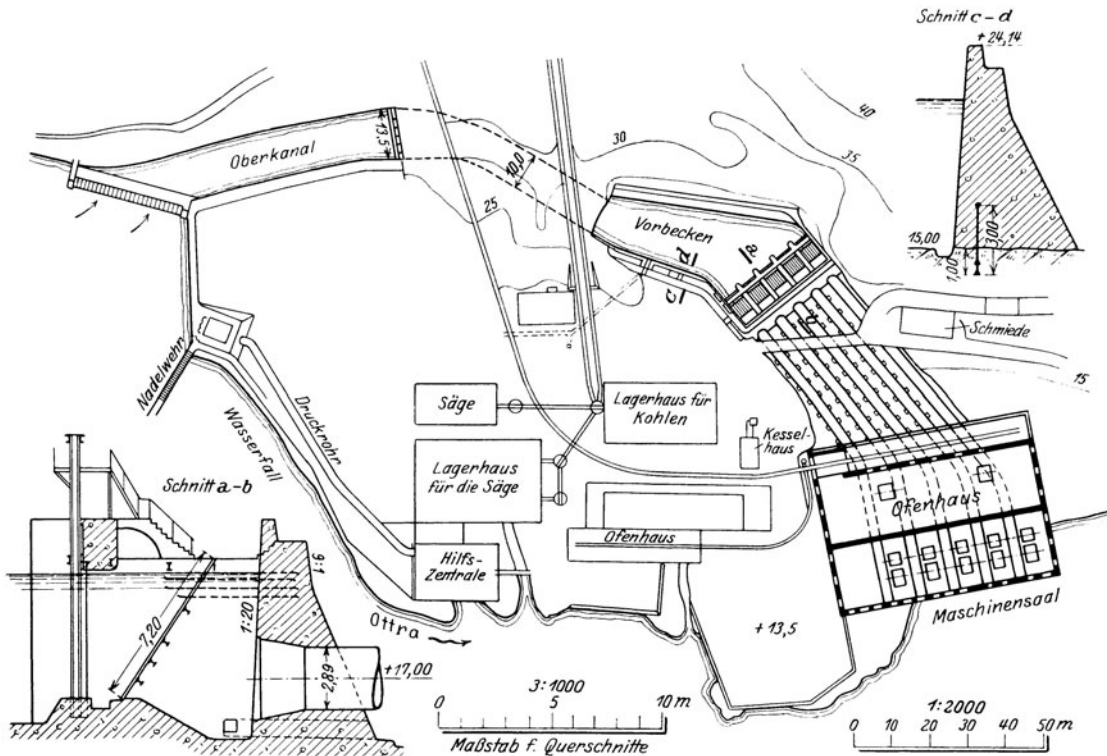 Schnitt c-d
+ 24,14
15,00
1,00
3,00
40
35
30
25
15
Oberkanal
13,5
10,0
Vorbecken
a
b
c
d
Schmiede
Nadelwehr
Wasserfall
Druckrohr
Säge
Lagerhaus für
Kohlen
Lagerhaus
für die Säge
Kessel-
haus
Ofenhaus
Ofenhaus
Hilfs-
Zentrale
Maschinensaal
Ottra
+ 13,5
Schnitt a-b
9:1
1:20
7,20
2,89
+17,00
3:1000
0 5 10 m
Maßstab f. Querschnitte
1:2000
0 10 20 30 40 50 m